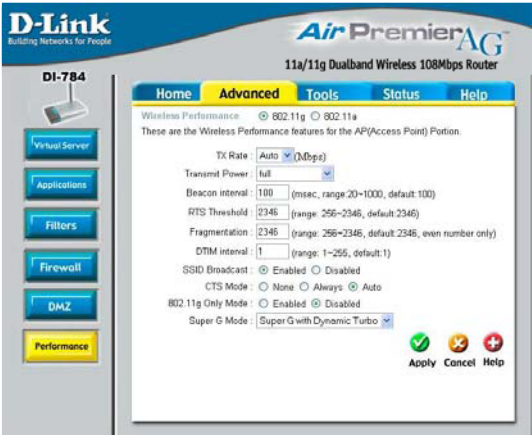 D-Link
Building Networks for People
Air PremierAG
11a/11g Dualband Wireless 108Mbps Router
DI-784
Home Advanced Tools Status Help
Virtual Server
Applications
Filters
Firewall
DMZ
Performance
Wireless Performance 802.11g 802.11a
These are the Wireless Performance features for the AP(Access Point) Portion.
TX Rate : Auto (Mbps)
Transmit Power : full
Beacon interval : 100 (msec, range:20~1000, default:100)
RTS Threshold : 2346 (range: 256~2346, default:2346)
Fragmentation : 2346 (range: 256~2346, default:2346, even number only)
DTIM interval : 1 (range: 1~255, default:1)
SSID Broadcast : Enabled Disabled
CTS Mode : None Always Auto
802.11g Only Mode : Enabled Disabled
Super G Mode : Super G with Dynamic Turbo
Apply Cancel Help